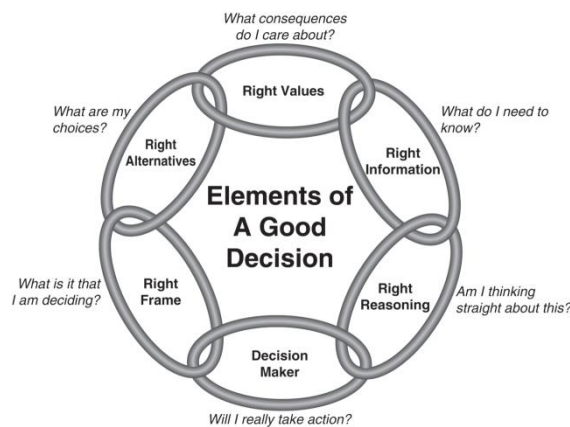 What consequences
do I care about?
Right Values
What are my
choices?
Right
Alternatives
What do I need to
know?
Right
Information
Elements of
A Good
Decision
What is it that
I am deciding?
Right
Frame
Right
Reasoning
Am I thinking
straight about this?
Decision
Maker
Will I really take action?